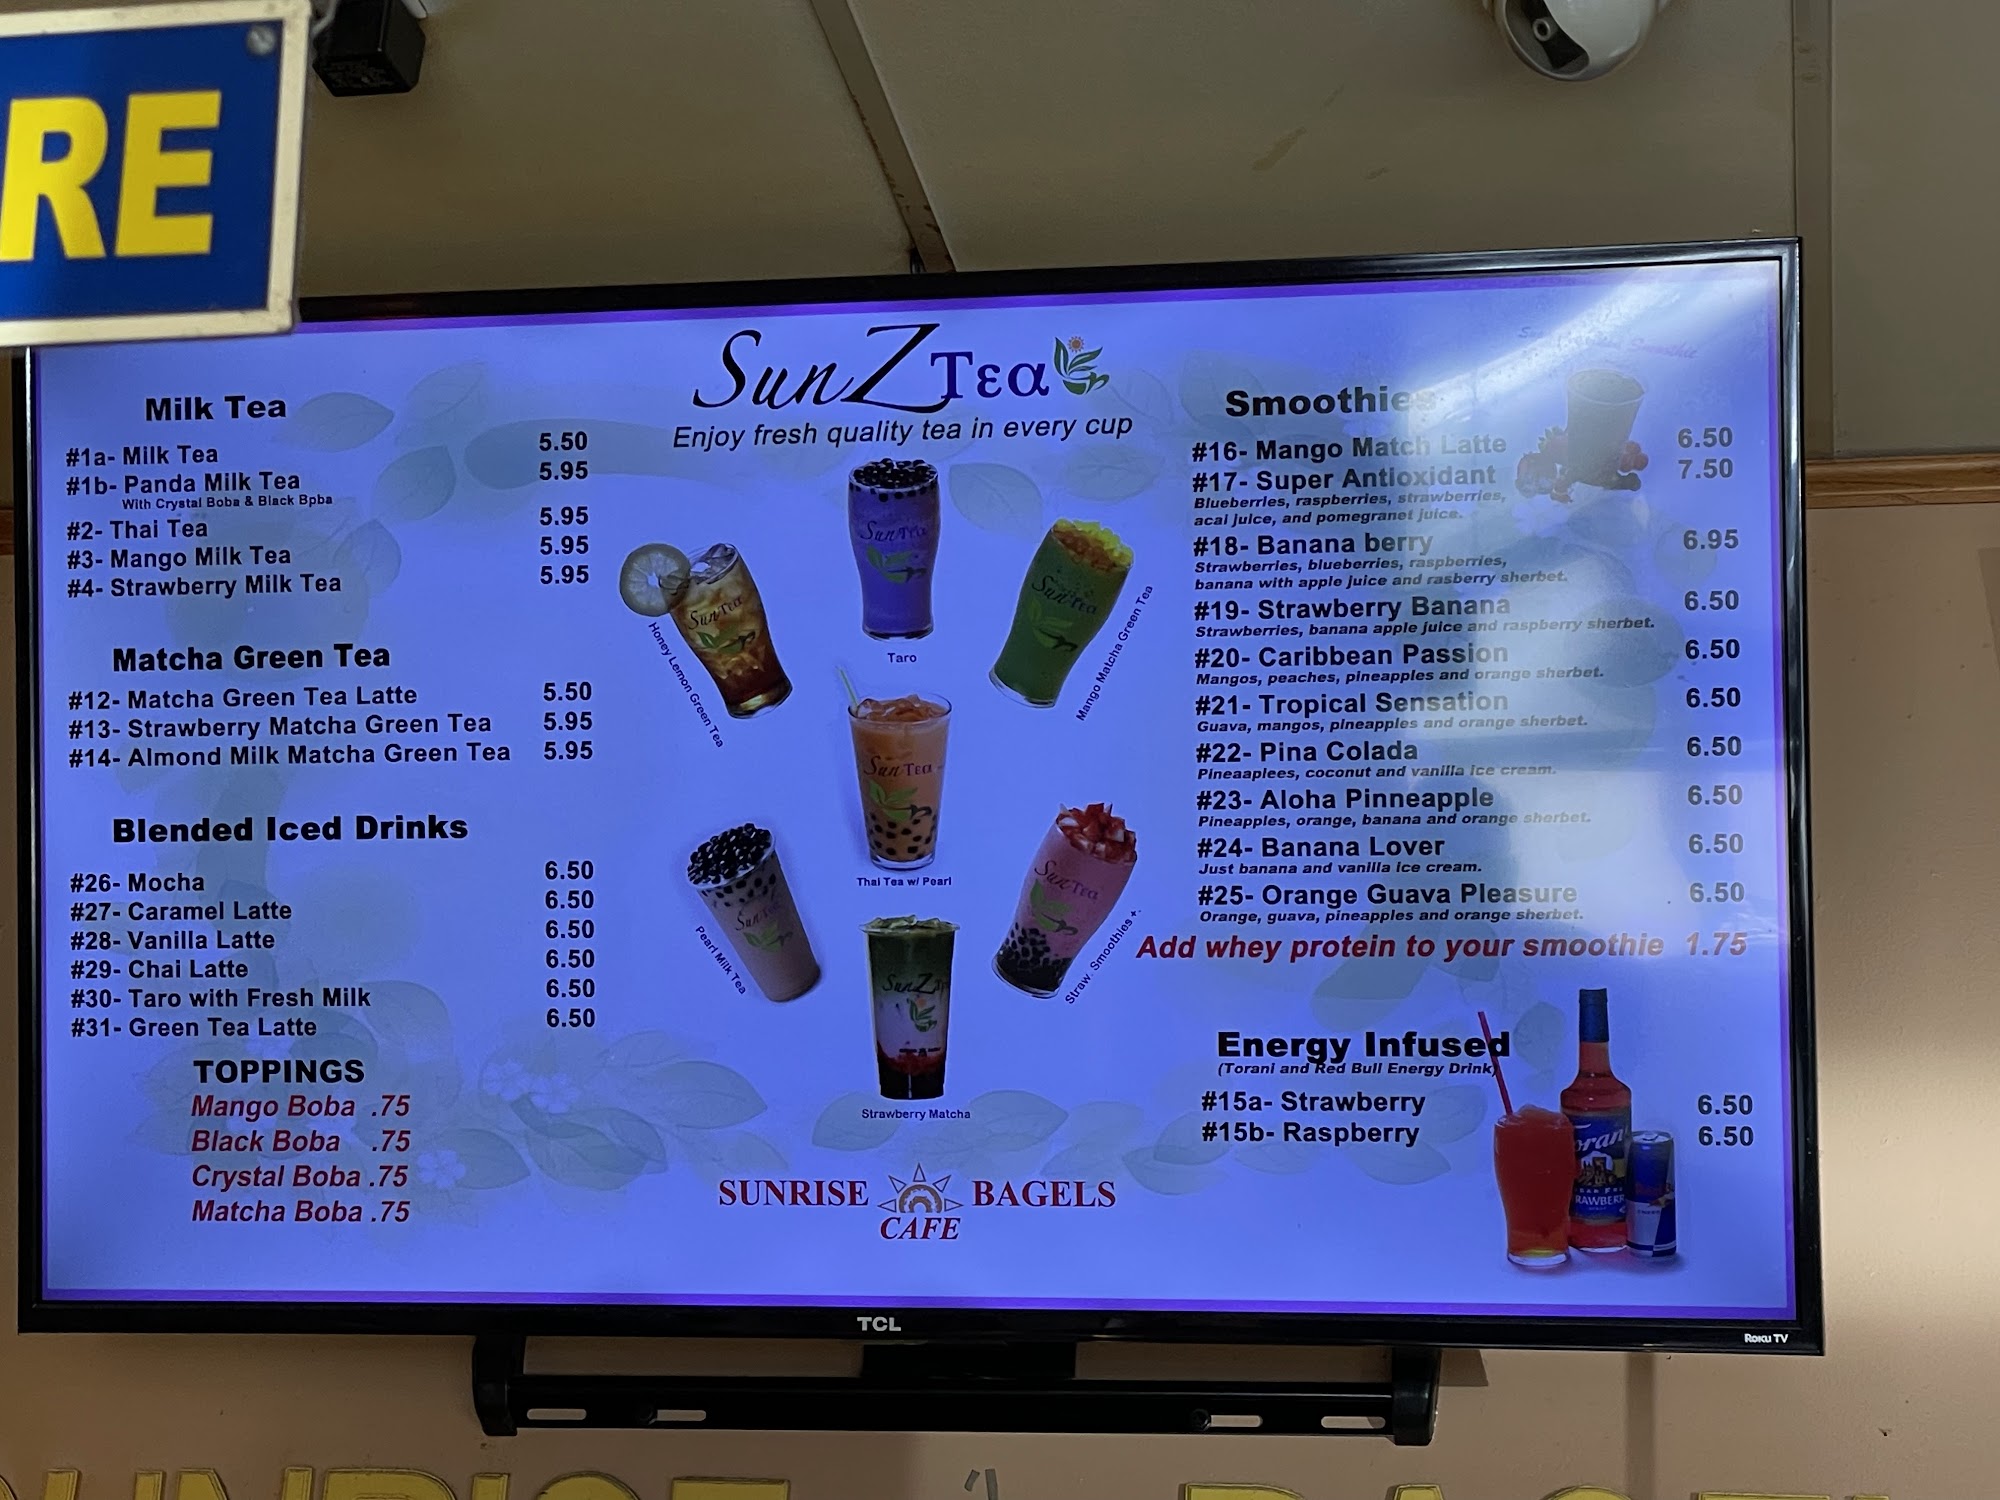 RE
SunZ Tεα
Enjoy fresh quality tea in every cup
Milk Tea
#1a- Milk Tea 5.50
#1b- Panda Milk Tea 5.95
With Crystal Boba & Black Bpba
#2- Thai Tea 5.95
#3- Mango Milk Tea 5.95
#4- Strawberry Milk Tea 5.95
Matcha Green Tea
#12- Matcha Green Tea Latte 5.50
#13- Strawberry Matcha Green Tea 5.95
#14- Almond Milk Matcha Green Tea 5.95
Blended Iced Drinks
#26- Mocha 6.50
#27- Caramel Latte 6.50
#28- Vanilla Latte 6.50
#29- Chai Latte 6.50
#30- Taro with Fresh Milk 6.50
#31- Green Tea Latte 6.50
TOPPINGS
Mango Boba .75
Black Boba .75
Crystal Boba .75
Matcha Boba .75
Honey Lemon Green Tea
Taro
Mango Matcha Green Tea
Thai Tea w/ Pearl
Pearl Milk Tea
Straw. Smoothies +
Strawberry Matcha
SUNRISE BAGELS
CAFE
Smoothies
#16- Mango Match Latte 6.50
#17- Super Antioxidant 7.50
Blueberries, raspberries, strawberries,
acai juice, and pomegranet juice.
#18- Banana berry 6.95
Strawberries, blueberries, raspberries,
banana with apple juice and rasberry sherbet.
#19- Strawberry Banana 6.50
Strawberries, banana apple juice and raspberry sherbet.
#20- Caribbean Passion 6.50
Mangos, peaches, pineapples and orange sherbet.
#21- Tropical Sensation 6.50
Guava, mangos, pineapples and orange sherbet.
#22- Pina Colada 6.50
Pineaaplees, coconut and vanilla ice cream.
#23- Aloha Pinneapple 6.50
Pineapples, orange, banana and orange sherbet.
#24- Banana Lover 6.50
Just banana and vanilla ice cream.
#25- Orange Guava Pleasure 6.50
Orange, guava, pineapples and orange sherbet.
Add whey protein to your smoothie 1.75
Energy Infused
(Torani and Red Bull Energy Drink)
#15a- Strawberry 6.50
#15b- Raspberry 6.50
TCL
Roku TV